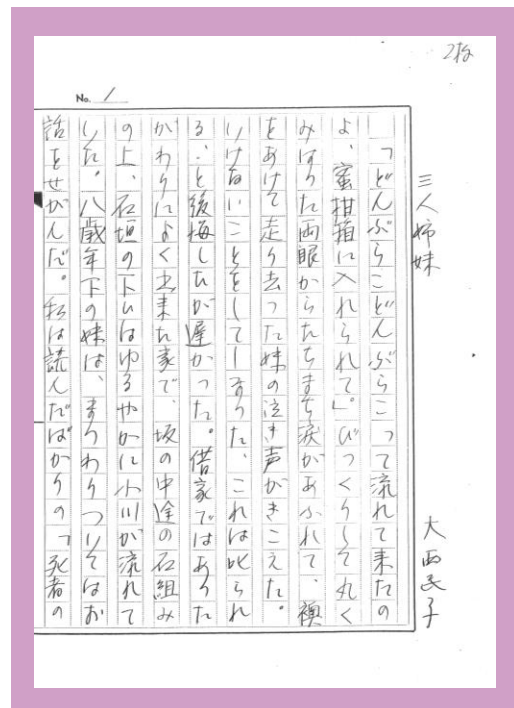 2枚
No. 1
三人姉妹　大西民子
「どんぶらこどんぶらこって流れて来たの
よ、蜜柑箱に入れられて」。びっくりして丸く
みはった両眼からたちまち涙があふれて、襖
をあけて走り去った妹の泣き声がきこえた。
いけないことをしてしまった、これは叱られ
る、と後悔したが遅かった。借家ではあった
がかわりによく出来た家で、坂の中途の石組み
の上、石垣の下にはゆるやかに小川が流れて
した。八歳年下の妹は、まつわりついてはお
話をせがんだ。私は読んだばかりの「死者の